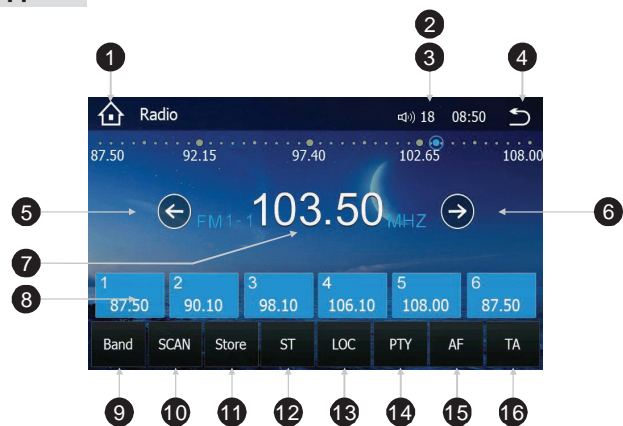 2
1 3 4
Radio 18 08:50
87.50 92.15 97.40 102.65 108.00
5 FM1-1 103.50 MHZ 6
7
1 2 3 4 5 6
8 87.50 90.10 98.10 106.10 108.00 87.50
Band SCAN Store ST LOC PTY AF TA
9 10 11 12 13 14 15 16